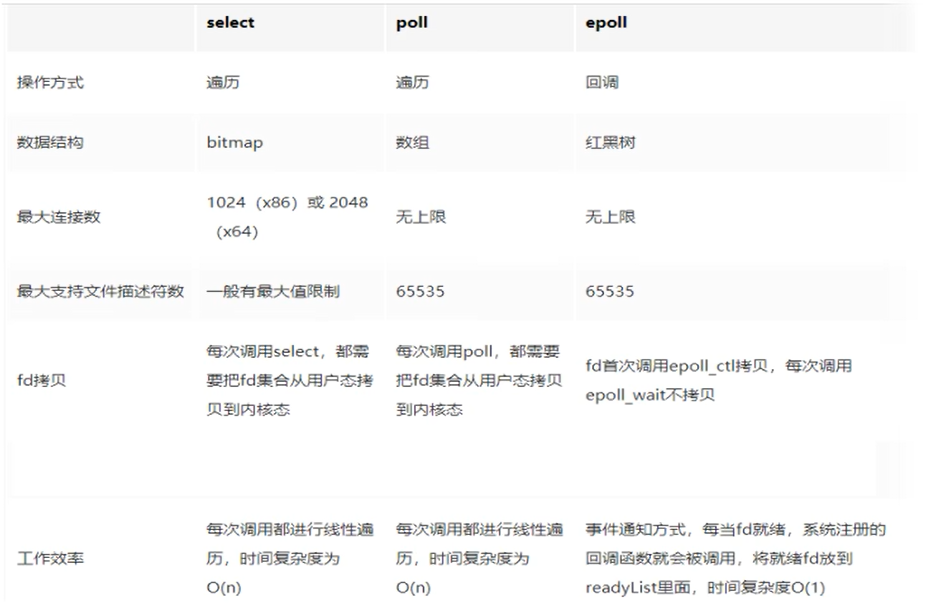 select poll epoll
操作方式 遍历 遍历 回调
数据结构 bitmap 数组 红黑树
最大连接数 1024（x86）或 2048（x64） 无上限 无上限
最大支持文件描述符数 一般有最大值限制 65535 65535
fd拷贝
每次调用select，都需
要把fd集合从用户态拷
贝到内核态
每次调用poll，都需要
把fd集合从用户态拷贝
到内核态
fd首次调用epoll_ctl拷贝，每次调用
epoll_wait不拷贝
工作效率
每次调用都进行线性遍
历，时间复杂度为
O(n)
每次调用都进行线性遍
历，时间复杂度为
O(n)
事件通知方式，每当fd就绪，系统注册的
回调函数就会被调用，将就绪fd放到
readyList里面，时间复杂度O(1)